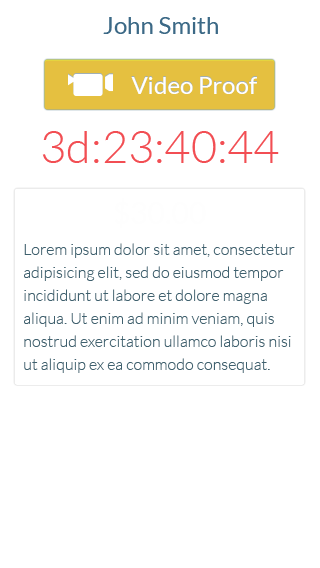 John Smith
Video Proof
3d:23:40:44
Lorem ipsum dolor sit amet, consectetur
adipisicing elit, sed do eiusmod tempor
incididunt ut labore et dolore magna
aliqua. Ut enim ad minim veniam, quis
nostrud exercitation ullamco laboris nisi
ut aliquip ex ea commodo consequat.